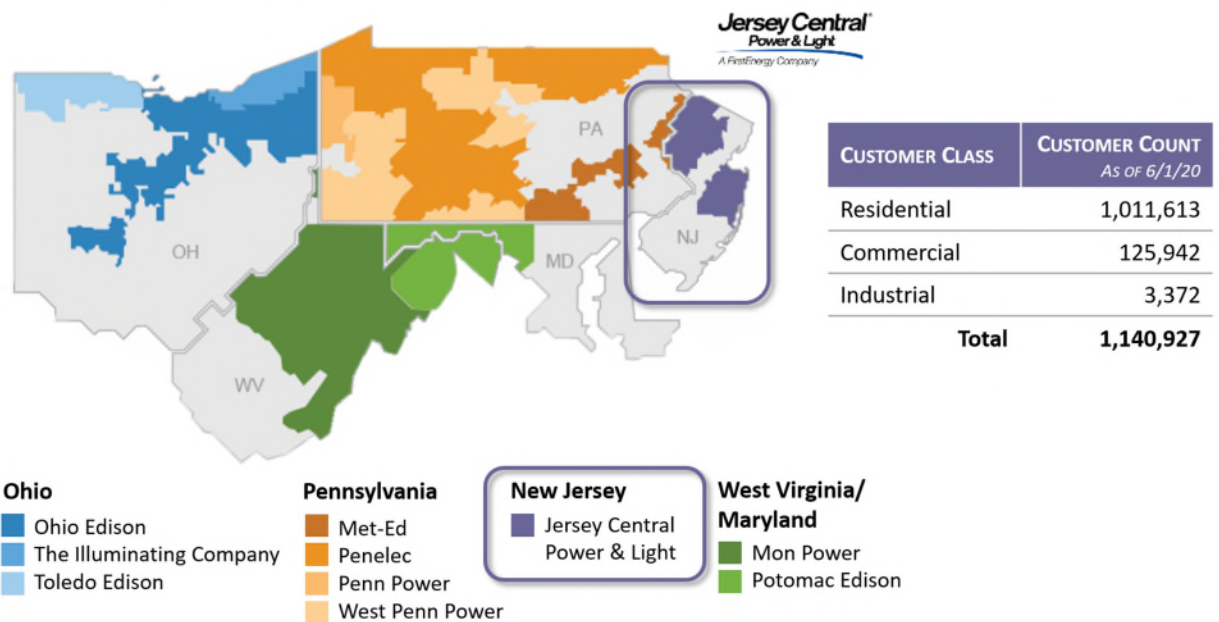 Jersey Central®
Power & Light
A FirstEnergy Company
PA
OH
NJ
MD
WV
CUSTOMER CLASS CUSTOMER COUNT
AS OF 6/1/20
Residential 1,011,613
Commercial 125,942
Industrial 3,372
Total 1,140,927
Ohio
Ohio Edison
The Illuminating Company
Toledo Edison
Pennsylvania
Met-Ed
Penelec
Penn Power
West Penn Power
New Jersey
Jersey Central
Power & Light
West Virginia/
Maryland
Mon Power
Potomac Edison